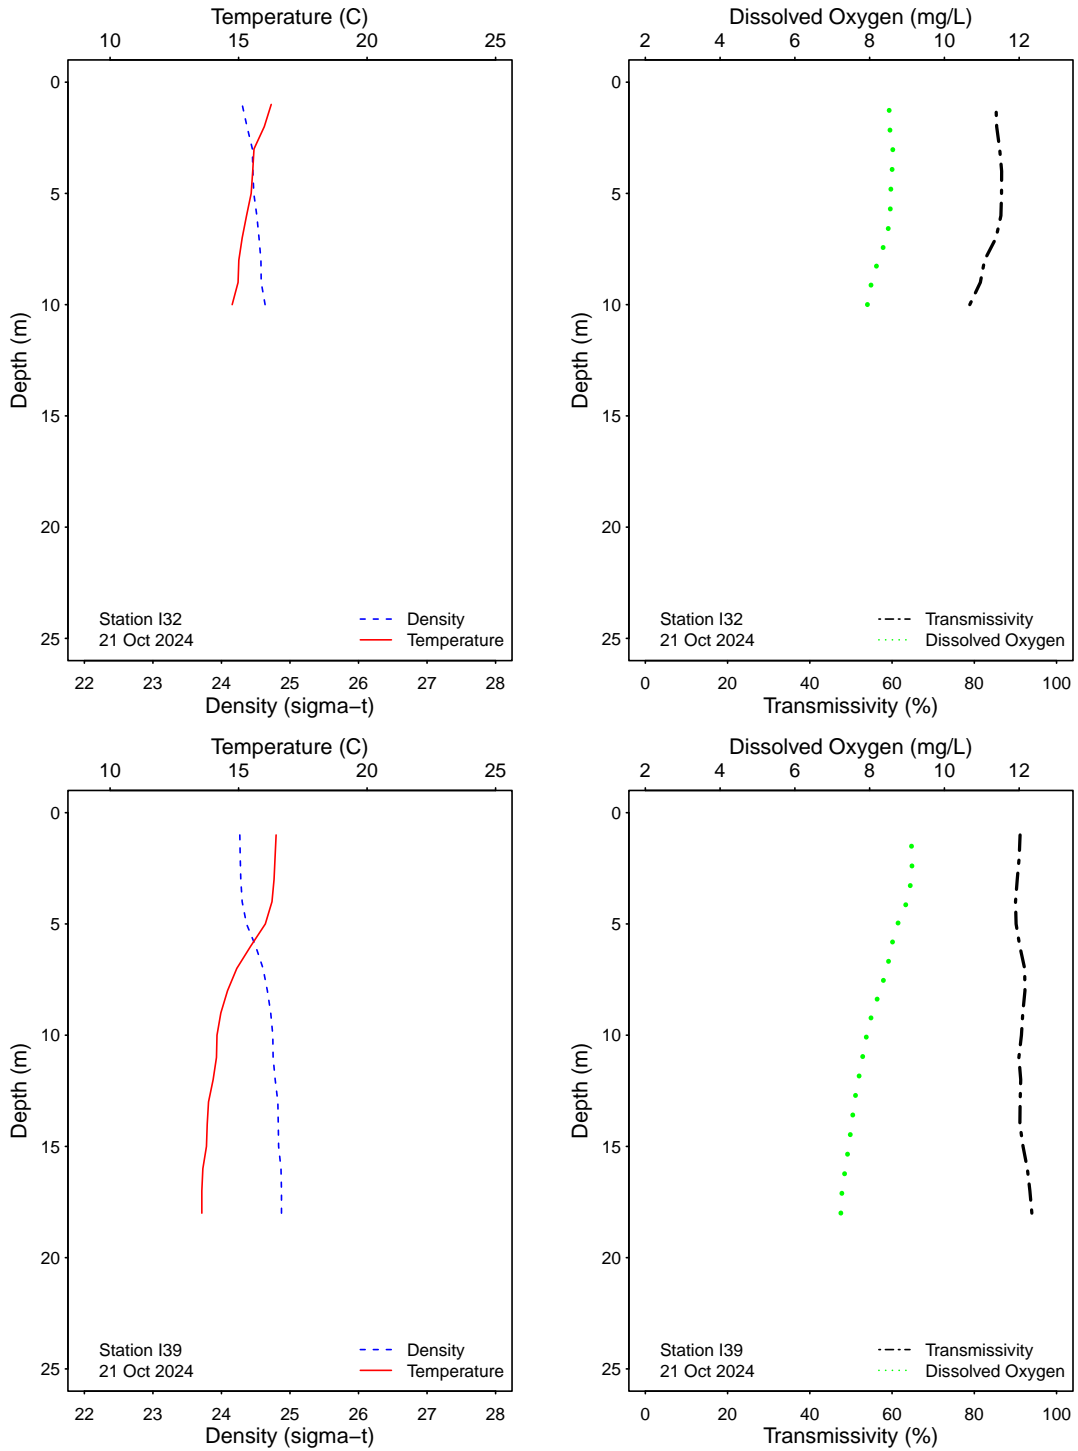 Temperature (C)
10 15 20 25
0
5
10
15
20
25
Depth (m)
Station I32
21 Oct 2024
Density
Temperature
22 23 24 25 26 27 28
Density (sigma−t)
Dissolved Oxygen (mg/L)
2 4 6 8 10 12
0
5
10
15
20
25
Depth (m)
Station I32
21 Oct 2024
Transmissivity
Dissolved Oxygen
0 20 40 60 80 100
Transmissivity (%)
Temperature (C)
10 15 20 25
0
5
10
15
20
25
Depth (m)
Station I39
21 Oct 2024
Density
Temperature
22 23 24 25 26 27 28
Density (sigma−t)
Dissolved Oxygen (mg/L)
2 4 6 8 10 12
0
5
10
15
20
25
Depth (m)
Station I39
21 Oct 2024
Transmissivity
Dissolved Oxygen
0 20 40 60 80 100
Transmissivity (%)